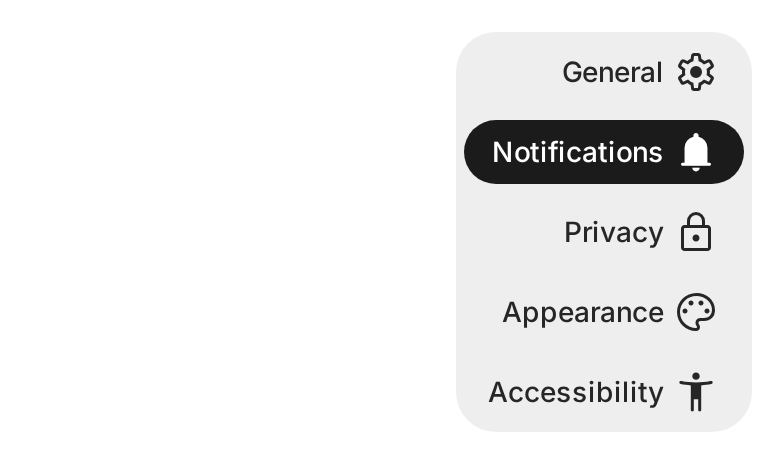 General
Notifications
Privacy
Appearance
Accessibility